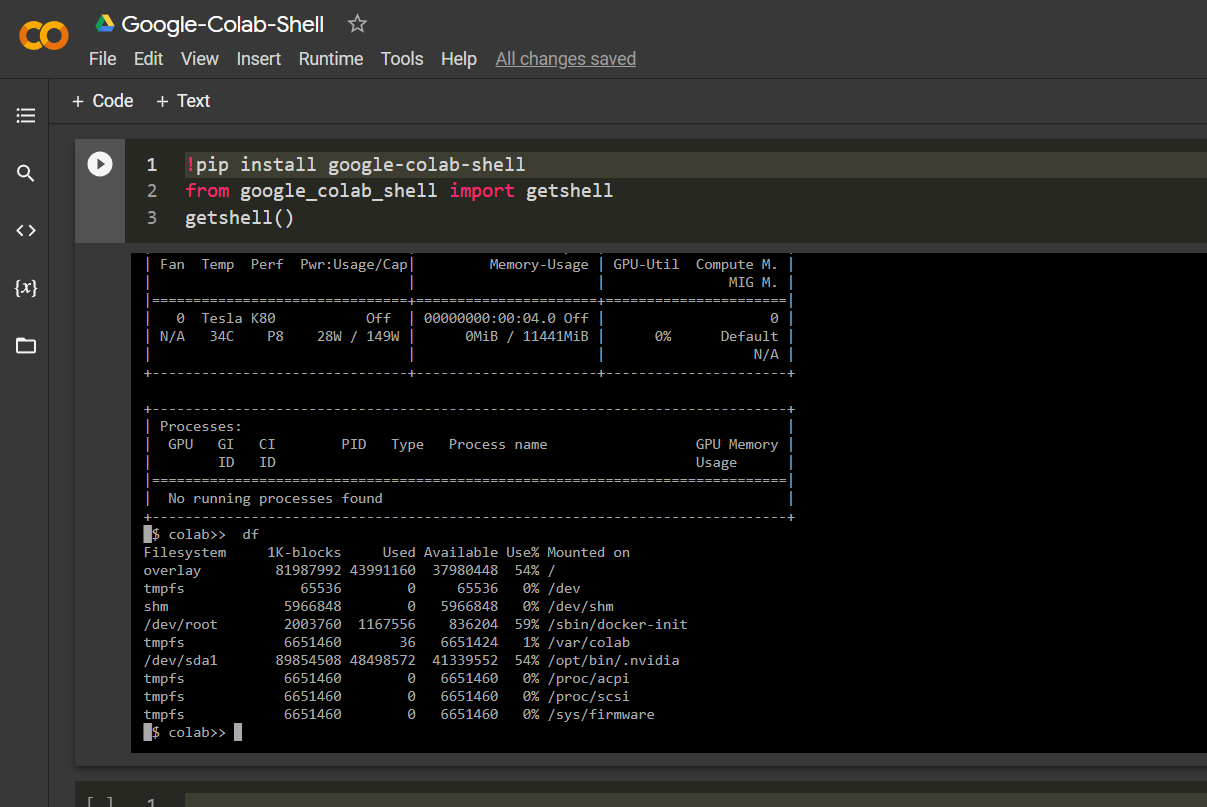 Google-Colab-Shell
File Edit View Insert Runtime Tools Help All changes saved
+ Code + Text
1 !pip install google-colab-shell
2 from google_colab_shell import getshell
3 getshell()
| Fan  Temp  Perf  Pwr:Usage/Cap|         Memory-Usage | GPU-Util  Compute M. |
|                               |                      |               MIG M. |
|===============================+======================+======================|
|   0  Tesla K80           Off  | 00000000:00:04.0 Off |                    0 |
| N/A   34C    P8    28W / 149W |      0MiB / 11441MiB |      0%      Default |
|                               |                      |                  N/A |
+-------------------------------+----------------------+----------------------+
+-----------------------------------------------------------------------------+
| Processes:                                                                  |
|  GPU   GI   CI        PID   Type   Process name                  GPU Memory |
|        ID   ID                                                   Usage      |
|=============================================================================|
|  No running processes found                                                 |
+-----------------------------------------------------------------------------+
$ colab>>  df
Filesystem     1K-blocks     Used Available Use% Mounted on
overlay         81987992 43991160  37980448  54% /
tmpfs              65536        0     65536   0% /dev
shm              5966848        0   5966848   0% /dev/shm
/dev/root        2003760  1167556    836204  59% /sbin/docker-init
tmpfs            6651460       36   6651424   1% /var/colab
/dev/sda1       89854508 48498572  41339552  54% /opt/bin/.nvidia
tmpfs            6651460        0   6651460   0% /proc/acpi
tmpfs            6651460        0   6651460   0% /proc/scsi
tmpfs            6651460        0   6651460   0% /sys/firmware
$ colab>>
[ ] 1